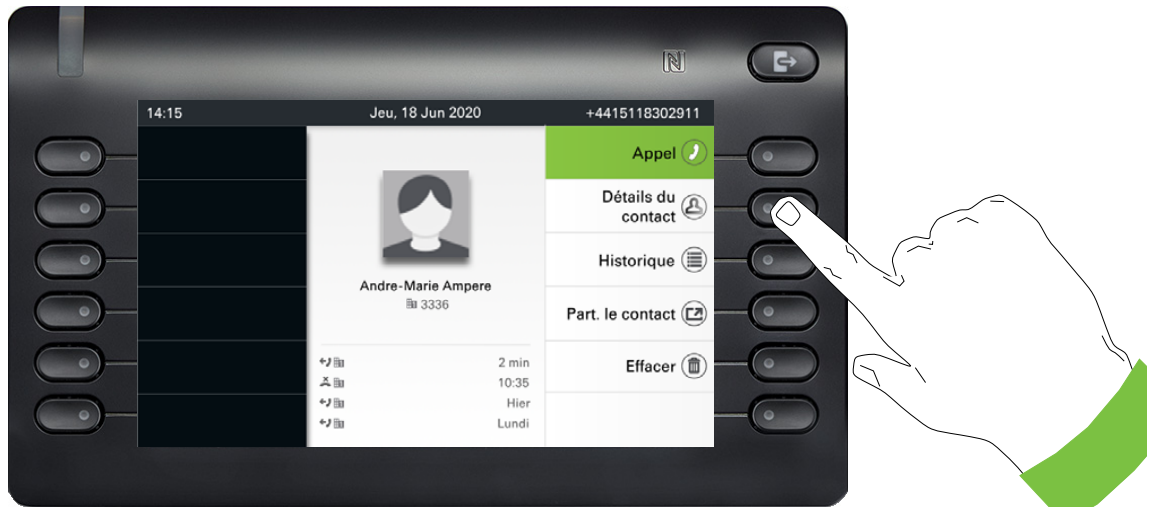 14:15 Jeu, 18 Jun 2020 +4415118302911
Appel
Détails du
contact
Historique
Part. le contact
Effacer
Andre-Marie Ampere
3336
2 min
10:35
Hier
Lundi